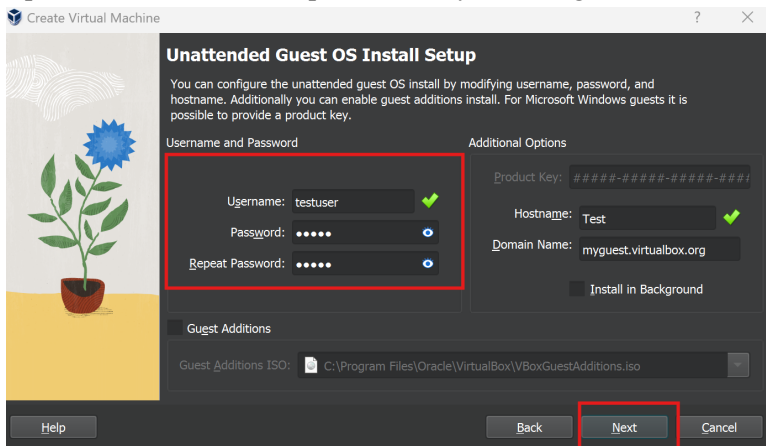 Create Virtual Machine
Unattended Guest OS Install Setup
You can configure the unattended guest OS install by modifying username, password, and
hostname. Additionally you can enable guest additions install. For Microsoft Windows guests it is
possible to provide a product key.
Username and Password
Username: testuser
Password: •••••
Repeat Password: •••••
Additional Options
Product Key: #####-#####-#####-####
Hostname: Test
Domain Name: myguest.virtualbox.org
Install in Background
Guest Additions
Guest Additions ISO: C:\Program Files\Oracle\VirtualBox\VBoxGuestAdditions.iso
Help
Back
Next
Cancel